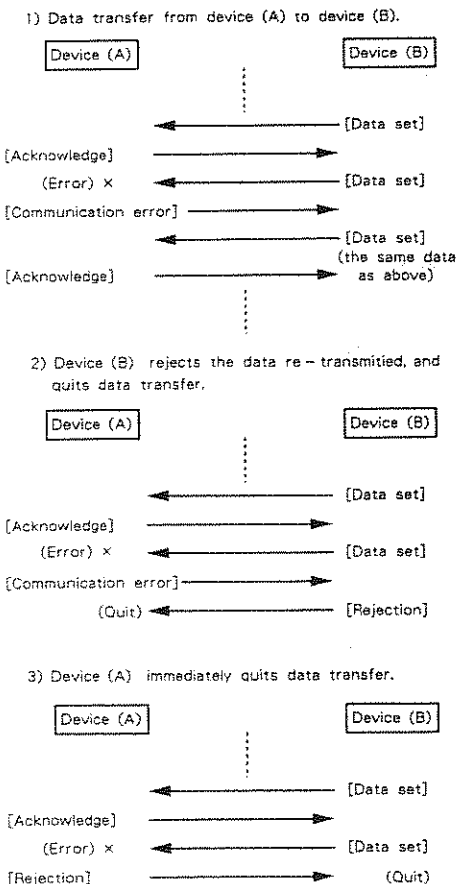 1) Data transfer from device (A) to device (B).
Device (A) Device (B)
[Data set]
[Acknowledge]
(Error) × [Data set]
[Communication error]
[Data set]
(the same data
[Acknowledge] as above)
2) Device (B) rejects the data re-transmitied, and
quits data transfer.
Device (A) Device (B)
[Data set]
[Acknowledge]
(Error) × [Data set]
[Communication error]
(Quit) [Rejection]
3) Device (A) immediately quits data transfer.
Device (A) Device (B)
[Data set]
[Acknowledge]
(Error) × [Data set]
[Rejection] (Quit)